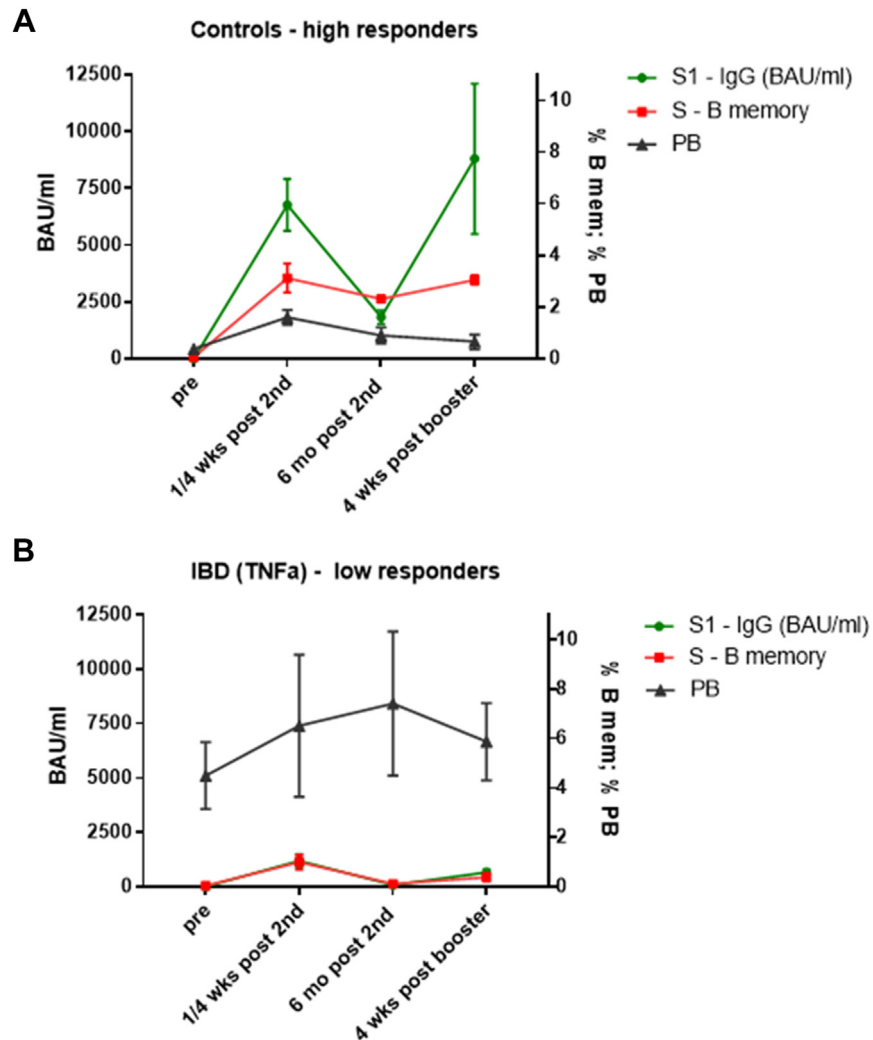 A
Controls - high responders
12500
10000
7500
5000
2500
0
BAU/ml
10
8
6
4
2
0
% B mem; % PB
S1 - IgG (BAU/ml)
S - B memory
PB
pre
1/4 wks post 2nd
6 mo post 2nd
4 wks post booster
B
IBD (TNFa) - low responders
12500
10000
7500
5000
2500
0
BAU/ml
10
8
6
4
2
0
% B mem; % PB
S1 - IgG (BAU/ml)
S - B memory
PB
pre
1/4 wks post 2nd
6 mo post 2nd
4 wks post booster